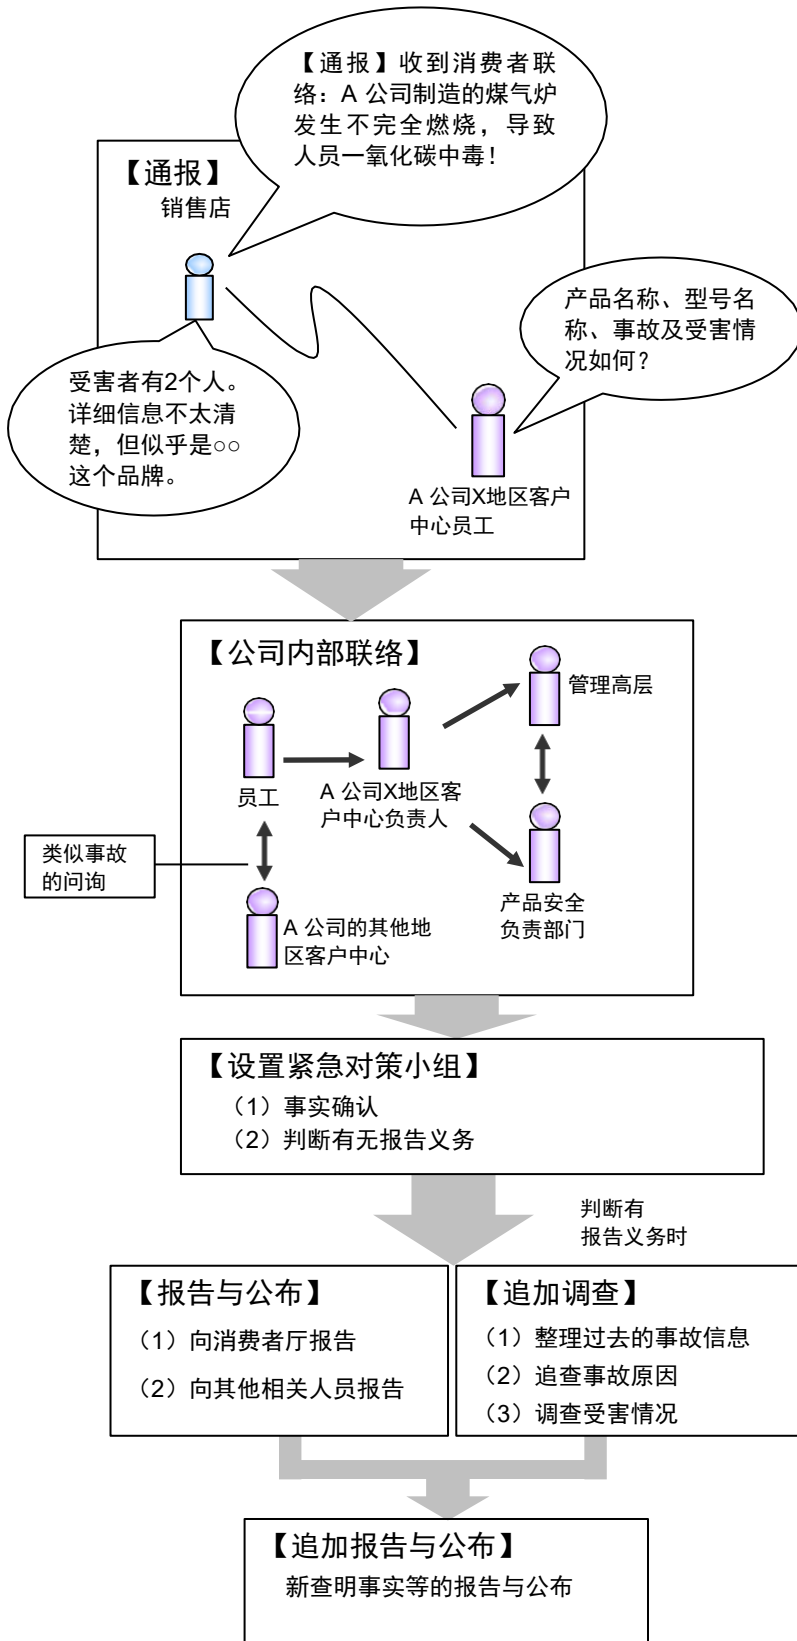 【通报】收到消费者联
络：A 公司制造的煤气炉
发生不完全燃烧，导致
人员一氧化碳中毒！
【通报】
销售店
产品名称、型号名
称、事故及受害情
况如何？
受害者有2个人。
详细信息不太清
楚，但似乎是○○
这个品牌。
A 公司X地区客户
中心员工
【公司内部联络】
管理高层
员工
A 公司X地区客
户中心负责人
类似事故
的问询
产品安全
负责部门
A 公司的其他地
区客户中心
【设置紧急对策小组】
（1）事实确认
（2）判断有无报告义务
判断有
报告义务时
【报告与公布】
（1）向消费者厅报告
（2）向其他相关人员报告
【追加调查】
（1）整理过去的事故信息
（2）追查事故原因
（3）调查受害情况
【追加报告与公布】
新查明事实等的报告与公布